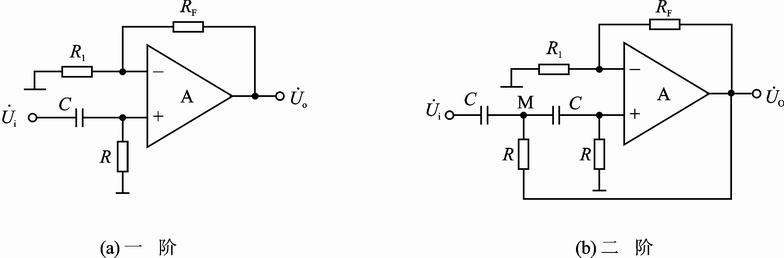 R_F R_F
R_1 R_1
− −
A A
U̇_o U̇_o
C C M C
U̇_i U̇_i
+ +
R R R
(a) 一 阶 (b) 二 阶